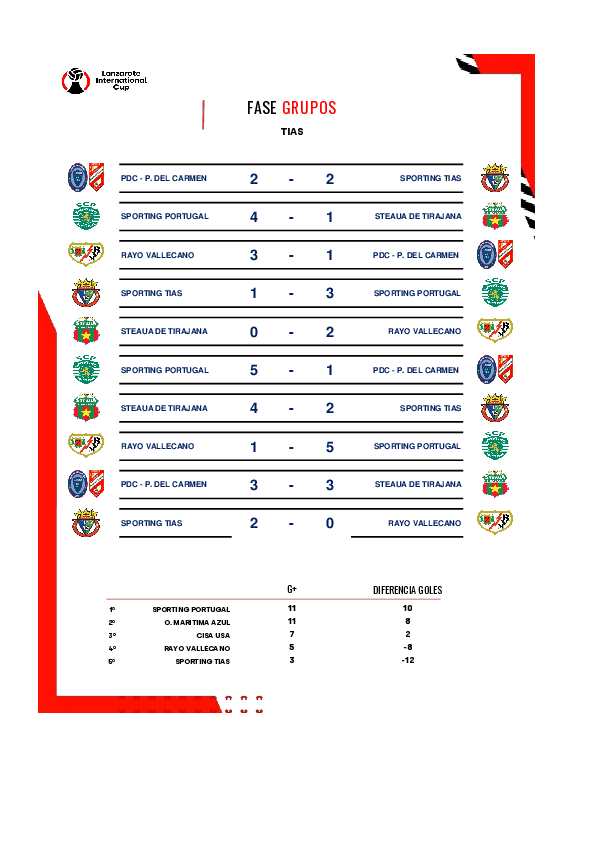 Lanzarote
International
Cup
FASE GRUPOS
TIAS
PDC - P. DEL CARMEN 2 - 2 SPORTING TIAS
SPORTING PORTUGAL 4 - 1 STEAUA DE TIRAJANA
RAYO VALLECANO 3 - 1 PDC - P. DEL CARMEN
SPORTING TIAS 1 - 3 SPORTING PORTUGAL
STEAUA DE TIRAJANA 0 - 2 RAYO VALLECANO
SPORTING PORTUGAL 5 - 1 PDC - P. DEL CARMEN
STEAUA DE TIRAJANA 4 - 2 SPORTING TIAS
RAYO VALLECANO 1 - 5 SPORTING PORTUGAL
PDC - P. DEL CARMEN 3 - 3 STEAUA DE TIRAJANA
SPORTING TIAS 2 - 0 RAYO VALLECANO
G+ DIFERENCIA GOLES
1º SPORTING PORTUGAL 11 10
2º O. MARITIMA AZUL 11 8
3º CISA USA 7 2
4º RAYO VALLECANO 5 -8
5º SPORTING TIAS 3 -12